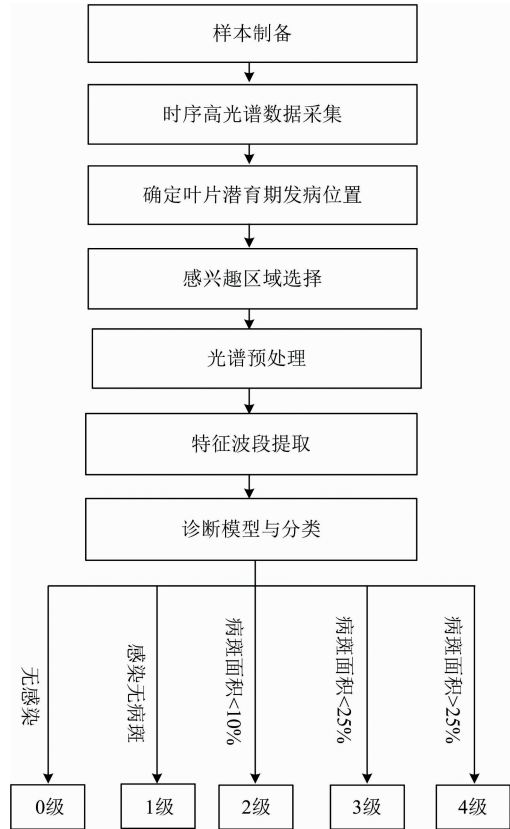 样本制备
时序高光谱数据采集
确定叶片潜育期发病位置
感兴趣区域选择
光谱预处理
特征波段提取
诊断模型与分类
无感染
感染无病斑
病斑面积<10%
病斑面积<25%
病斑面积>25%
0级
1级
2级
3级
4级